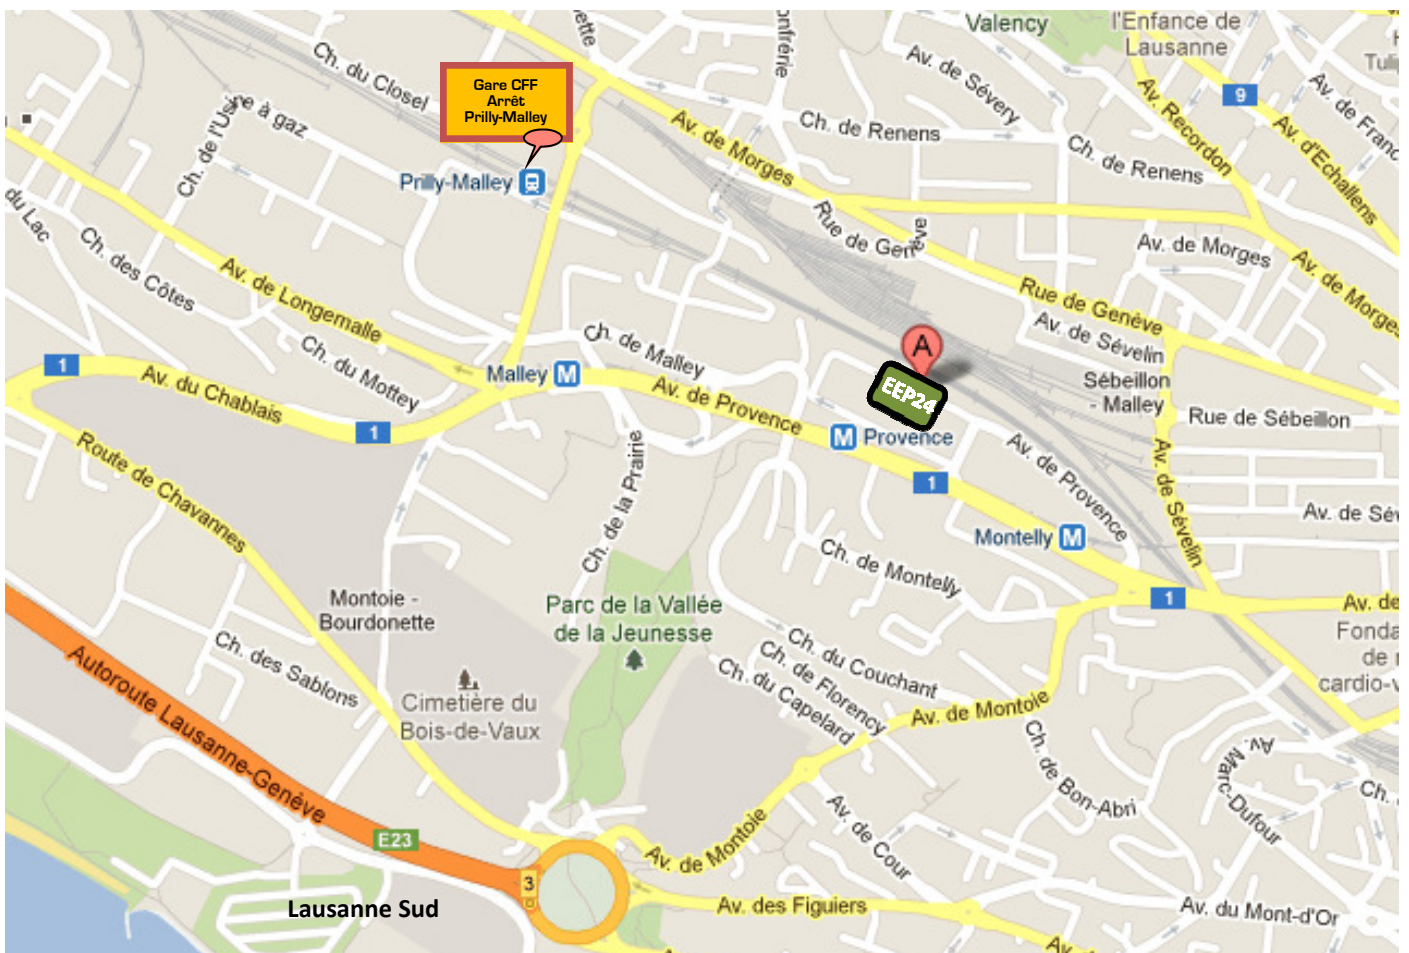 Valency
l'Enfance de
Lausanne
Ch. du Closel
Gare CFF
Arrêt
Prilly-Malley
9
Av. de Sévery
Av. Recordon
Av. d'Echallens
Ch. de l'Usine à gaz
Av. de Morges
Ch. de Renens
Ch. de Renens
Prilly-Malley
du Lac
Ch. des Côtes
Av. de Longemalle
Rue de Genève
Av. de Morges
Av. de Morges
Rue de Genève
Av. de Sévelin
Ch. de Malley
Ch. du Mottey
A
EEP24
1
Av. du Chablais
1
Malley M
Av. de Provence
M Provence
1
Sébeillon
- Malley
Rue de Sébeillon
Route de Chavannes
Ch. de la Prairie
Av. de Provence
Av. de Sévelin
Montelly M
Ch. de Montelly
1
Montoie -
Bourdonette
Parc de la Vallée
de la Jeunesse
Ch. des Sablons
Cimetière du
Bois-de-Vaux
Ch. du Couchant
Ch. de Florency
Ch. du Capelard
Av. de Montoie
Autoroute Lausanne-Genève
E23
3
Lausanne Sud
Av. de Montoie
Av. de Cour
Ch. de Bon-Abri
Av. Marc-Dufour
Ch.
Av. des Figuiers
Av. du Mont-d'Or
Av.